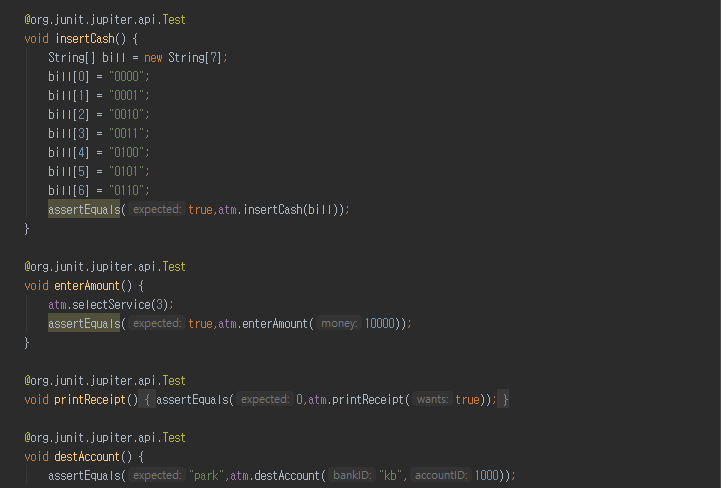 @org.junit.jupiter.api.Test
void insertCash() {
String[] bill = new String[7];
bill[0] = "0000";
bill[1] = "0001";
bill[2] = "0010";
bill[3] = "0011";
bill[4] = "0100";
bill[5] = "0101";
bill[6] = "0110";
assertEquals( expected: true,atm.insertCash(bill));
}
@org.junit.jupiter.api.Test
void enterAmount() {
atm.selectService(3);
assertEquals( expected: true,atm.enterAmount( money: 10000));
}
@org.junit.jupiter.api.Test
void printReceipt() { assertEquals( expected: 0,atm.printReceipt( wants: true)); }
@org.junit.jupiter.api.Test
void destAccount() {
assertEquals( expected: "park",atm.destAccount( bankID: "kb", accountID: 1000));